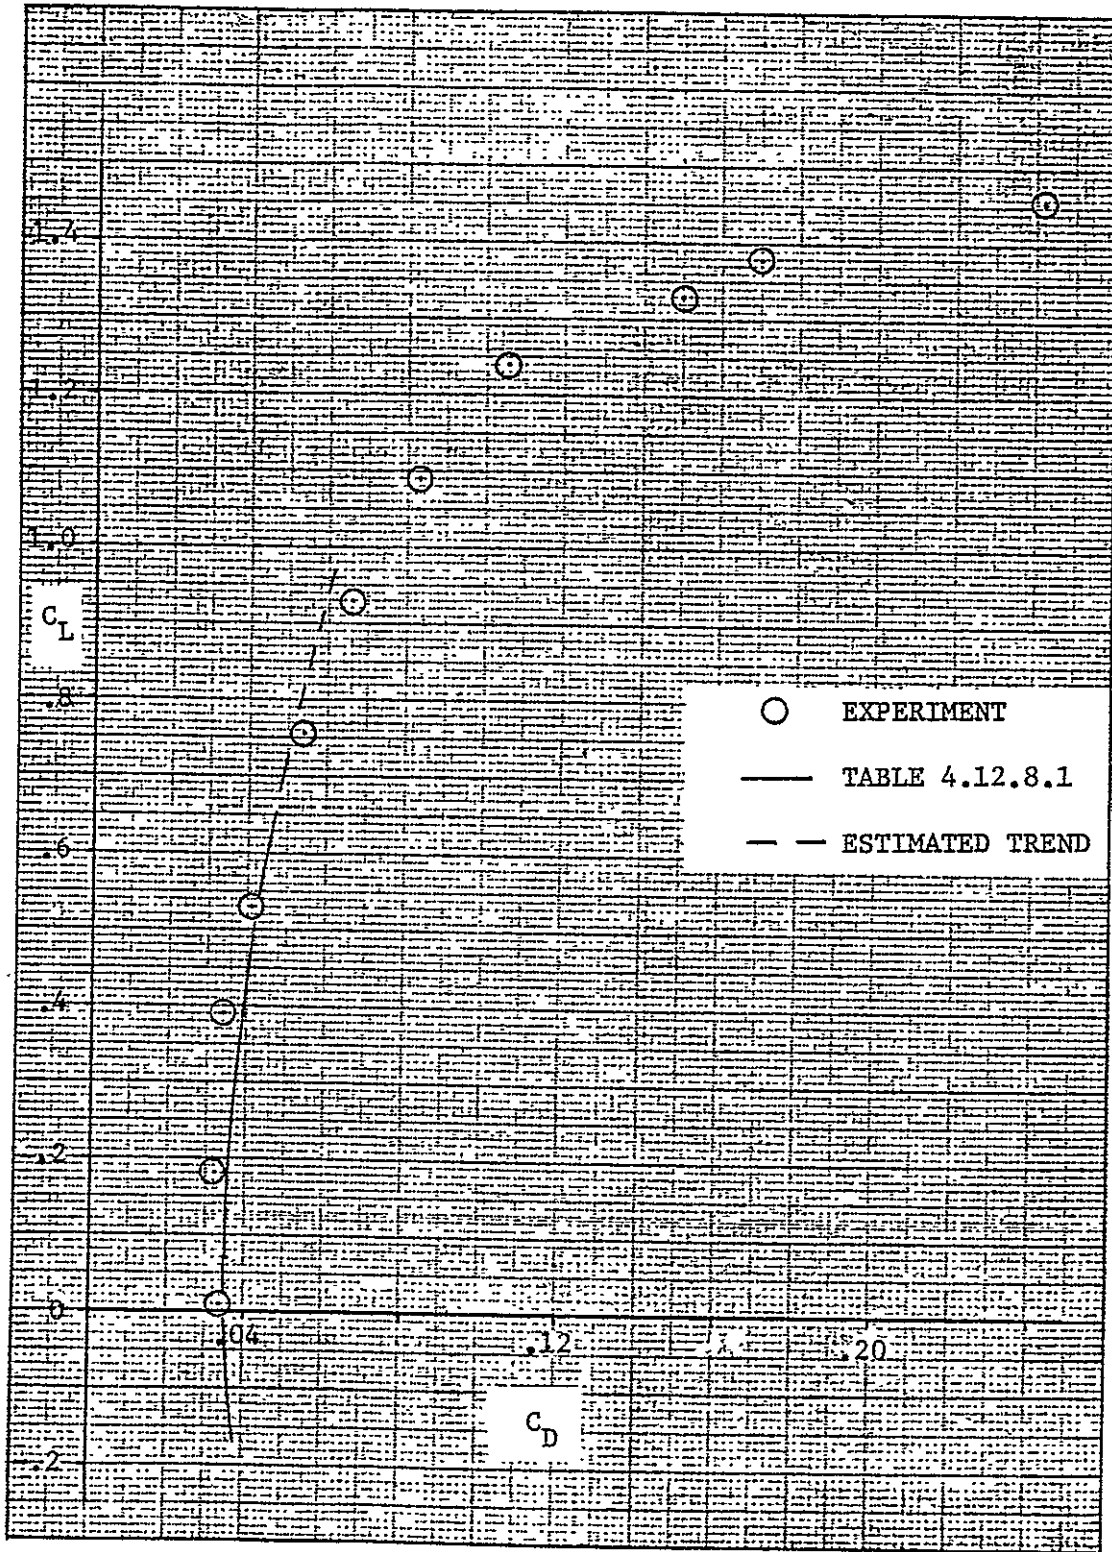 1.4
1.2
1.0
C_L
.8
EXPERIMENT
TABLE 4.12.8.1
ESTIMATED TREND
.6
.4
.2
0
.04 .12 .20
C_D
.2